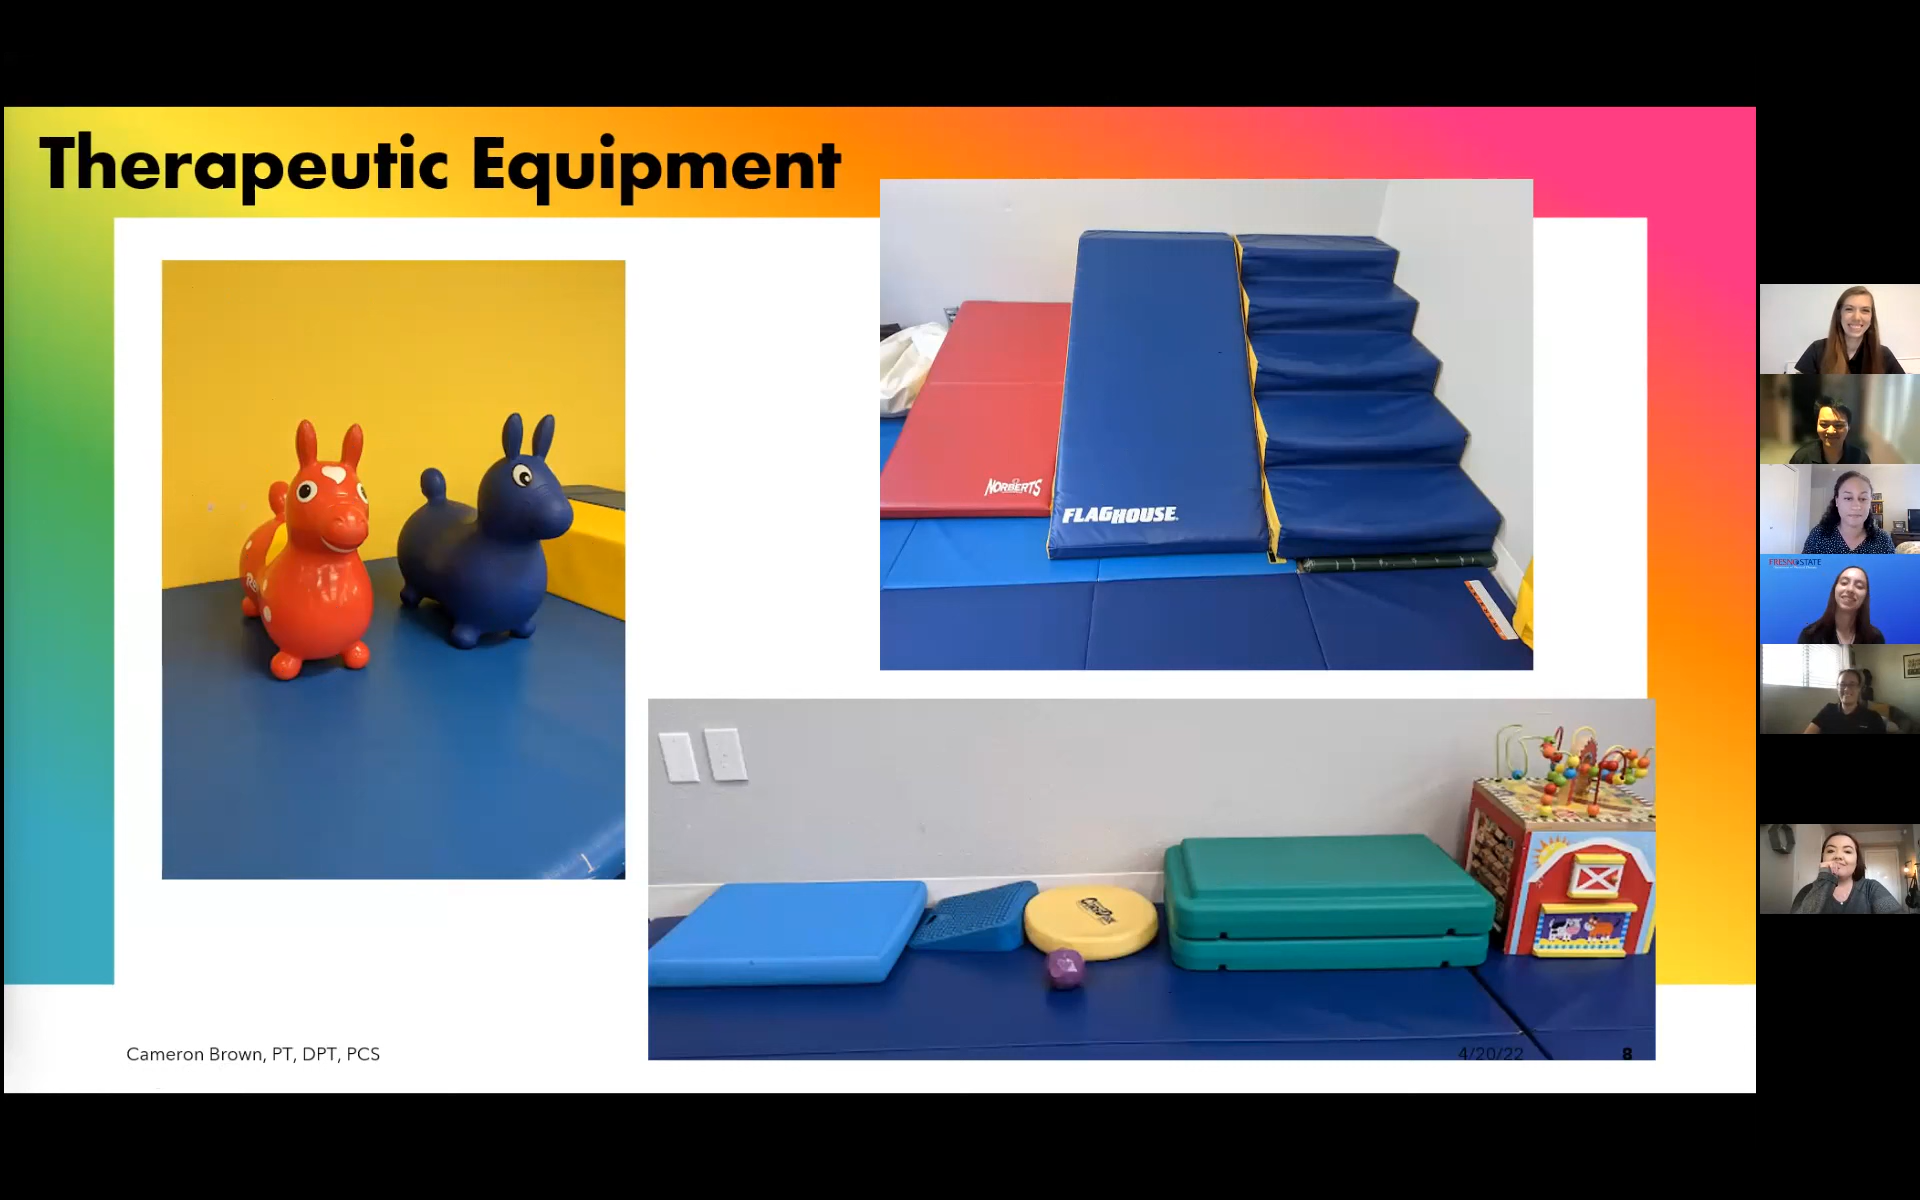 Therapeutic Equipment
NORBERTS
FLAGHOUSE
Cameron Brown, PT, DPT, PCS
4/20/22
8
FRESNO STATE